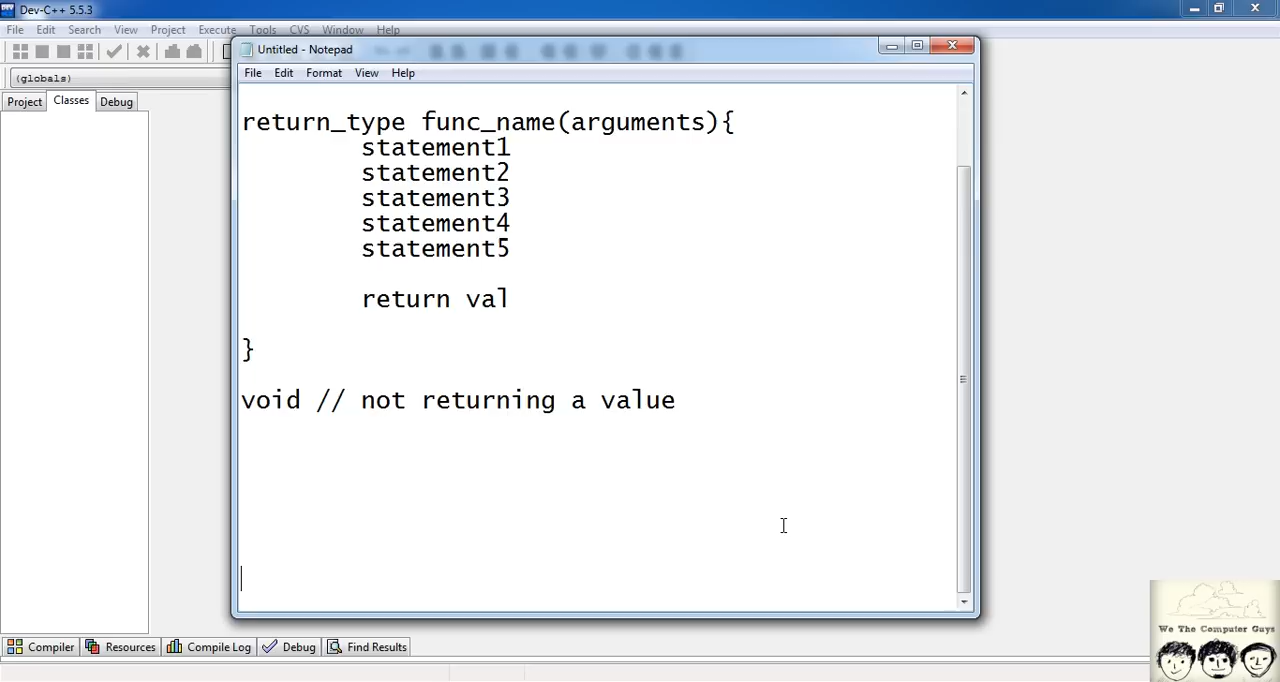 Dev-C++ 5.5.3
File Edit Search View Project Execute Tools CVS Window Help
(globals)
Project Classes Debug
Untitled - Notepad
File Edit Format View Help
return_type func_name(arguments){
statement1
statement2
statement3
statement4
statement5
return val
}
void // not returning a value
Compiler Resources Compile Log Debug Find Results
We The Computer Guys